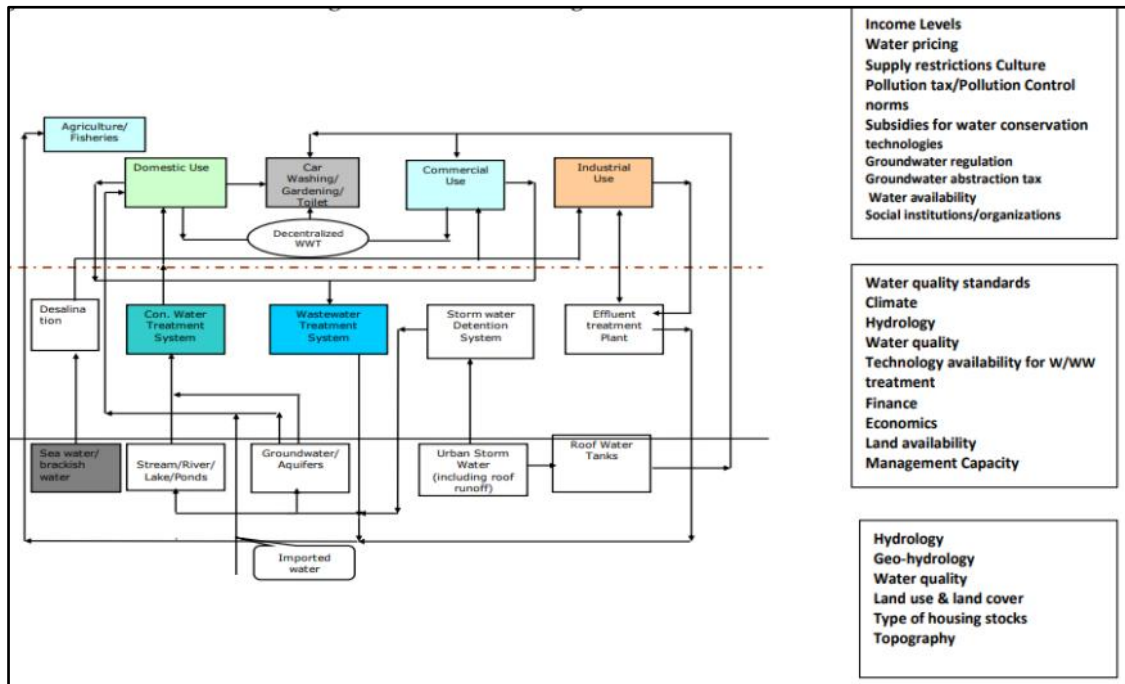 Income Levels
Water pricing
Supply restrictions Culture
Pollution tax/Pollution Control
norms
Subsidies for water conservation
technologies
Groundwater regulation
Groundwater abstraction tax
Water availability
Social institutions/organizations
Agriculture/
Fisheries
Domestic Use
Car
Washing/
Gardening/
Toilet
Commercial
Use
Industrial
Use
Decentralized
WWT
Desalina
tion
Con. Water
Treatment
System
Wastewater
Treatment
System
Storm water
Detention
System
Effluent
treatment
Plant
Water quality standards
Climate
Hydrology
Water quality
Technology availability for W/WW
treatment
Finance
Economics
Land availability
Management Capacity
Sea water/
brackish
water
Stream/River/
Lake/Ponds
Groundwater/
Aquifers
Urban Storm
Water
(including roof
runoff)
Roof Water
Tanks
Imported
water
Hydrology
Geo-hydrology
Water quality
Land use & land cover
Type of housing stocks
Topography